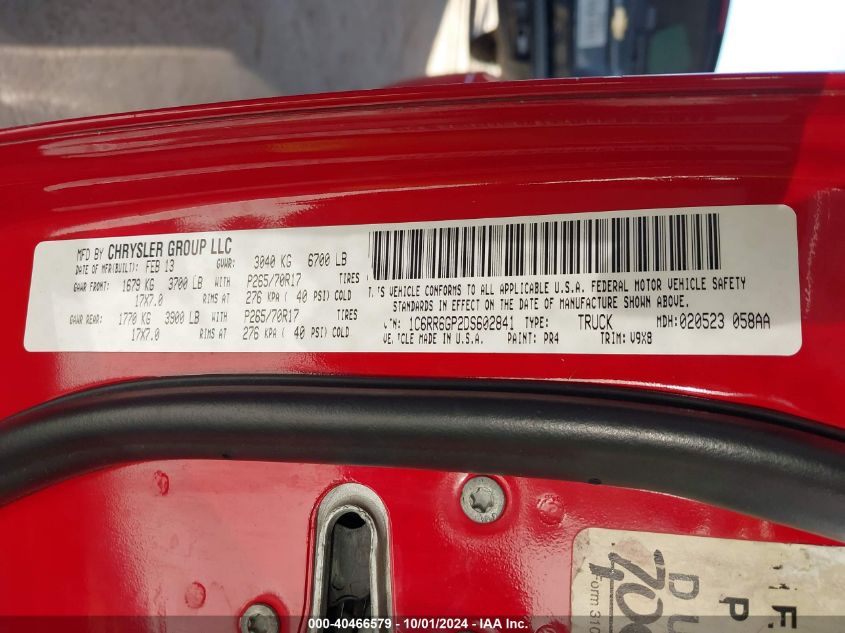 MFD BY CHRYSLER GROUP LLC
DATE OF MFR(BUILT): FEB 13 GVWR: 3040 KG 6700 LB
GAWR FRONT: 1679 KG 3700 LB WITH P265/70R17 TIRES
17X7.0 RIMS AT 276 KPA ( 40 PSI) COLD
GAWR REAR: 1770 KG 3900 LB WITH P265/70R17 TIRES
17X7.0 RIMS AT 276 KPA ( 40 PSI) COLD
T.'S VEHICLE CONFORMS TO ALL APPLICABLE U.S.A. FEDERAL MOTOR VEHICLE SAFETY
STANDARDS IN EFFECT ON THE DATE OF MANUFACTURE SHOWN ABOVE.
1C6RR6GP2DS602841 TYPE: TRUCK MDH:020523 058AA
MADE IN U.S.A. PAINT: PR4 TRIM: V9X8
Form 310
700
DU
F.
P
000-40466579 - 10/01/2024 - IAA Inc.